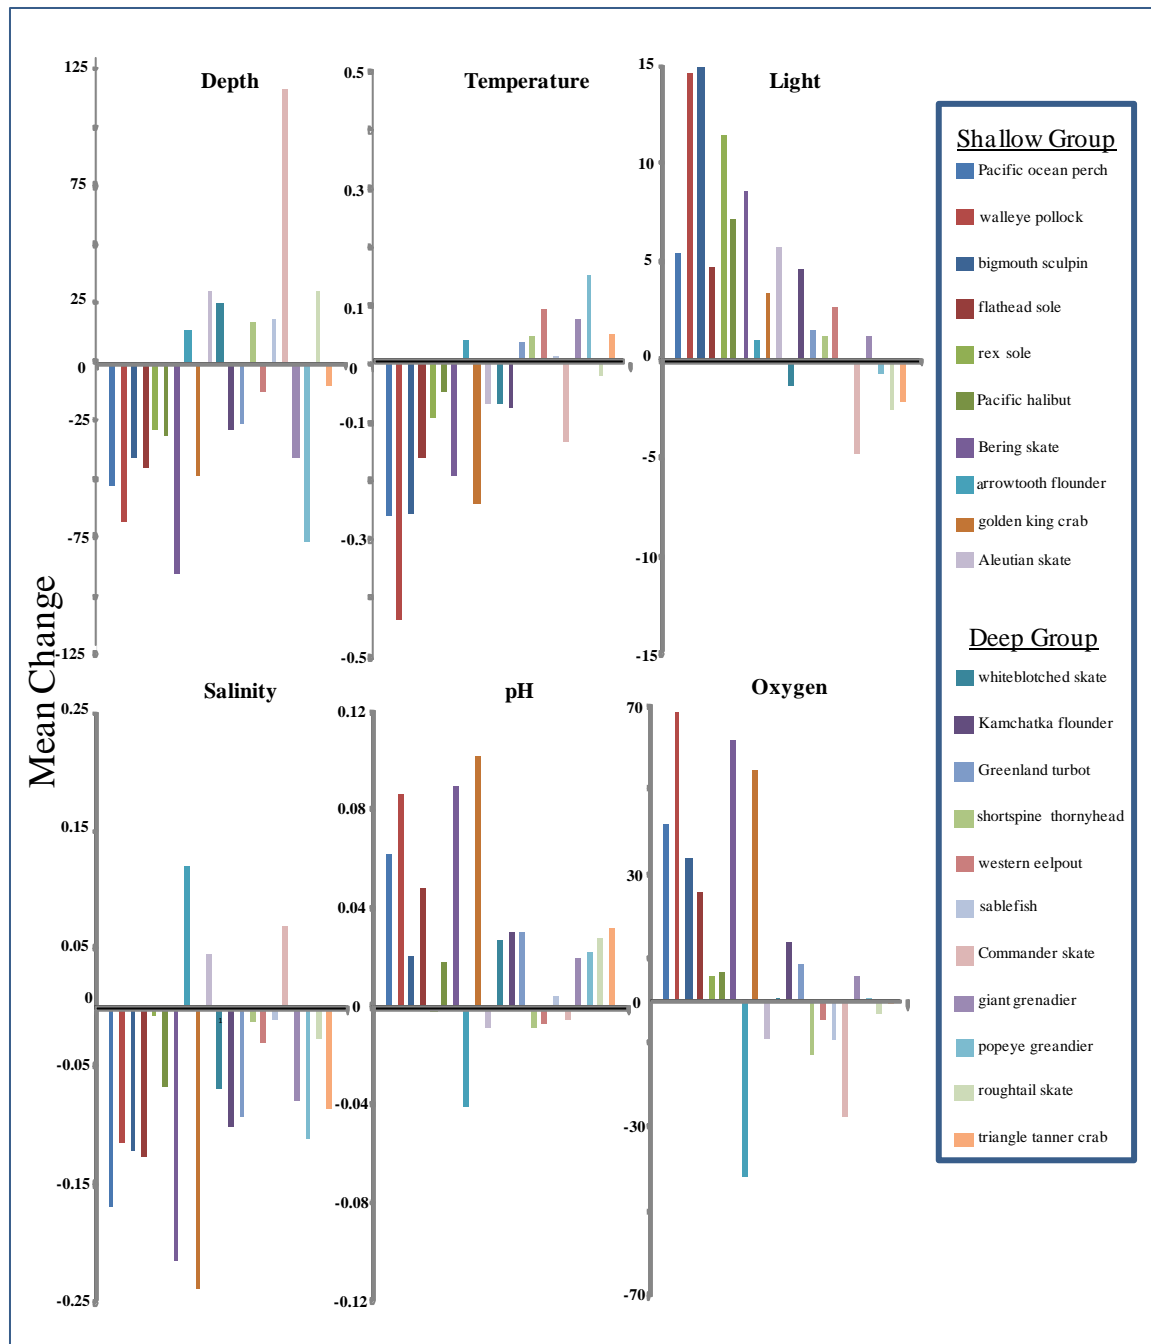 Depth
125
75
25
0
-25
-75
-125
Temperature
0.5
0.3
0.1
0
-0.1
-0.3
-0.5
Light
15
10
5
0
-5
-10
-15
Mean Change
Salinity
0.25
0.15
0.05
0
-0.05
-0.15
-0.25
1
pH
0.12
0.08
0.04
0
-0.04
-0.08
-0.12
Oxygen
70
30
0
-30
-70
Shallow Group
Pacific ocean perch
walleye pollock
bigmouth sculpin
flathead sole
rex sole
Pacific halibut
Bering skate
arrowtooth flounder
golden king crab
Aleutian skate
Deep Group
whiteblotched skate
Kamchatka flounder
Greenland turbot
shortspine thornyhead
western eelpout
sablefish
Commander skate
giant grenadier
popeye greandier
roughtail skate
triangle tanner crab